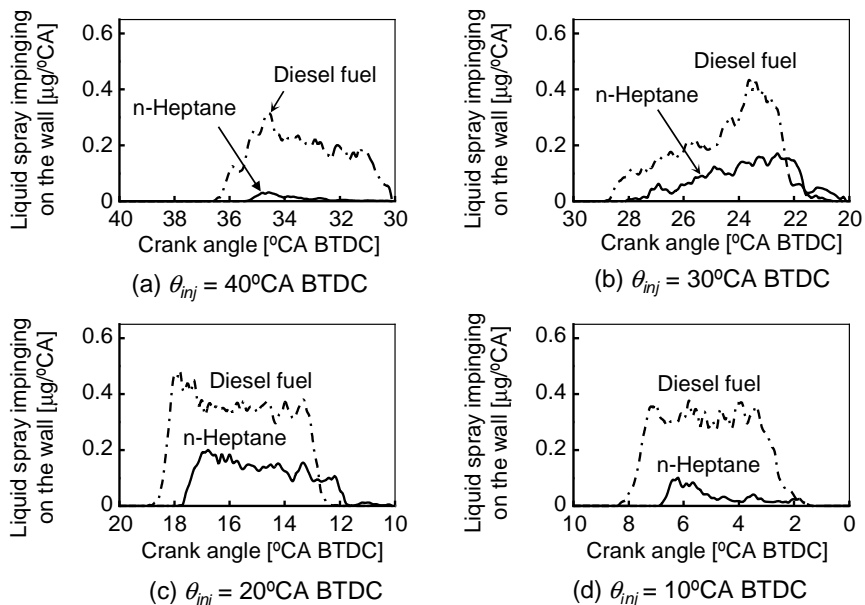 Liquid spray impinging
on the wall [μg/ºCA]
0.6
0.4
0.2
0
Diesel fuel
n-Heptane
40 38 36 34 32 30
Crank angle [ºCA BTDC]
(a) θinj = 40ºCA BTDC
Liquid spray impinging
on the wall [μg/ºCA]
0.6
0.4
0.2
0
Diesel fuel
n-Heptane
30 28 26 24 22 20
Crank angle [ºCA BTDC]
(b) θinj = 30ºCA BTDC
Liquid spray impinging
on the wall [μg/ºCA]
0.6
0.4
0.2
0
Diesel fuel
n-Heptane
20 18 16 14 12 10
Crank angle [ºCA BTDC]
(c) θinj = 20ºCA BTDC
Liquid spray impinging
on the wall [μg/ºCA]
0.6
0.4
0.2
0
Diesel fuel
n-Heptane
10 8 6 4 2 0
Crank angle [ºCA BTDC]
(d) θinj = 10ºCA BTDC